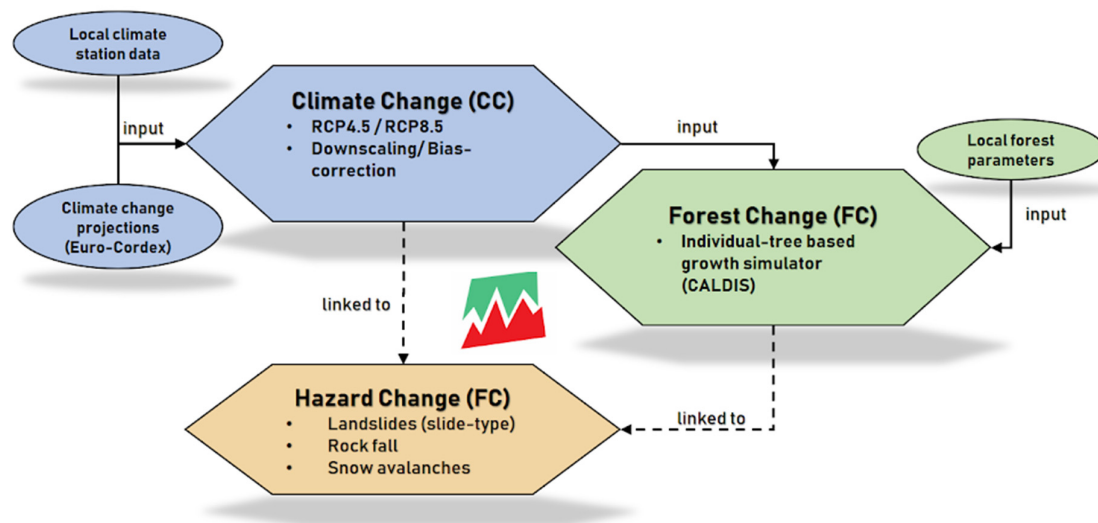 Local climate
station data
Climate Change (CC)
• RCP4.5 / RCP8.5
• Downscaling/ Bias-
correction
input
input
Local forest
parameters
Climate change
projections
(Euro-Cordex)
Forest Change (FC)
• Individual-tree based
growth simulator
(CALDIS)
input
linked to
Hazard Change (FC)
• Landslides (slide-type)
• Rock fall
• Snow avalanches
linked to